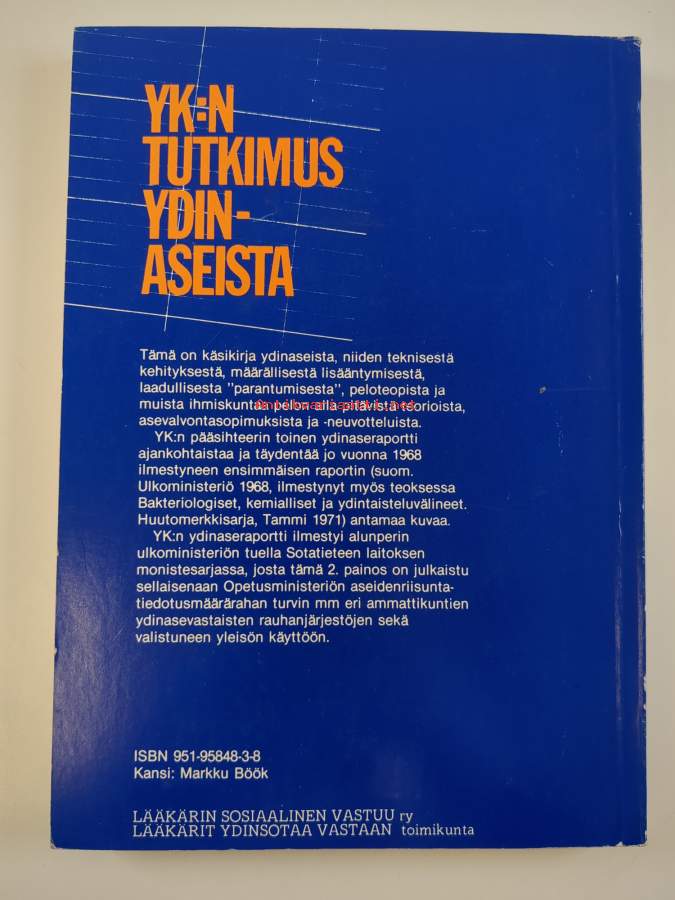 YK:N
TUTKIMUS
YDIN-
ASEISTA
Tämä on käsikirja ydinaseista, niiden teknisestä
kehityksestä, määrällisestä lisääntymisestä,
laadullisesta "parantumisesta", peloteopista ja
muista ihmiskuntaa pelon alla pitävistä teorioista,
asevalvontasopimuksista ja -neuvotteluista.
YK:n pääsihteerin toinen ydinaseraportti
ajankohtaistaa ja täydentää jo vuonna 1968
ilmestyneen ensimmäisen raportin (suom.
Ulkoministeriö 1968, ilmestynyt myös teoksessa
Bakteriologiset, kemialliset ja ydintaisteluvälineet.
Huutomerkkisarja, Tammi 1971) antamaa kuvaa.
YK:n ydinaseraportti ilmestyi alunperin
ulkoministeriön tuella Sotatieteen laitoksen
monistesarjassa, josta tämä 2. painos on julkaistu
sellaisenaan Opetusministeriön aseidenriisunta-
tiedotusmäärärahan turvin mm eri ammattikuntien
ydinasevastaisten rauhanjärjestöjen sekä
valistuneen yleisön käyttöön.
ISBN 951-95848-3-8
Kansi: Markku Böök
LÄÄKÄRIN SOSIAALINEN VASTUU ry
LÄÄKÄRIT YDINSOTAA VASTAAN toimikunta